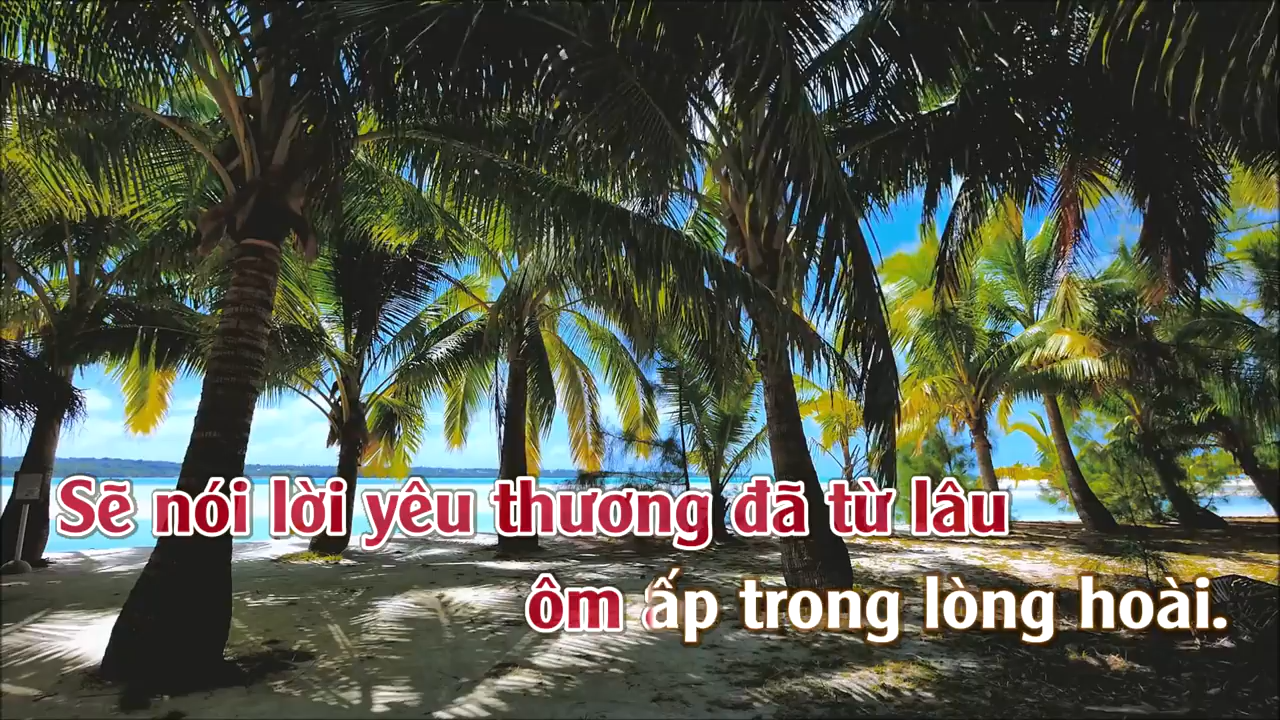 Sẽ nói lời yêu thương đã từ lâu
ôm ấp trong lòng hoài.